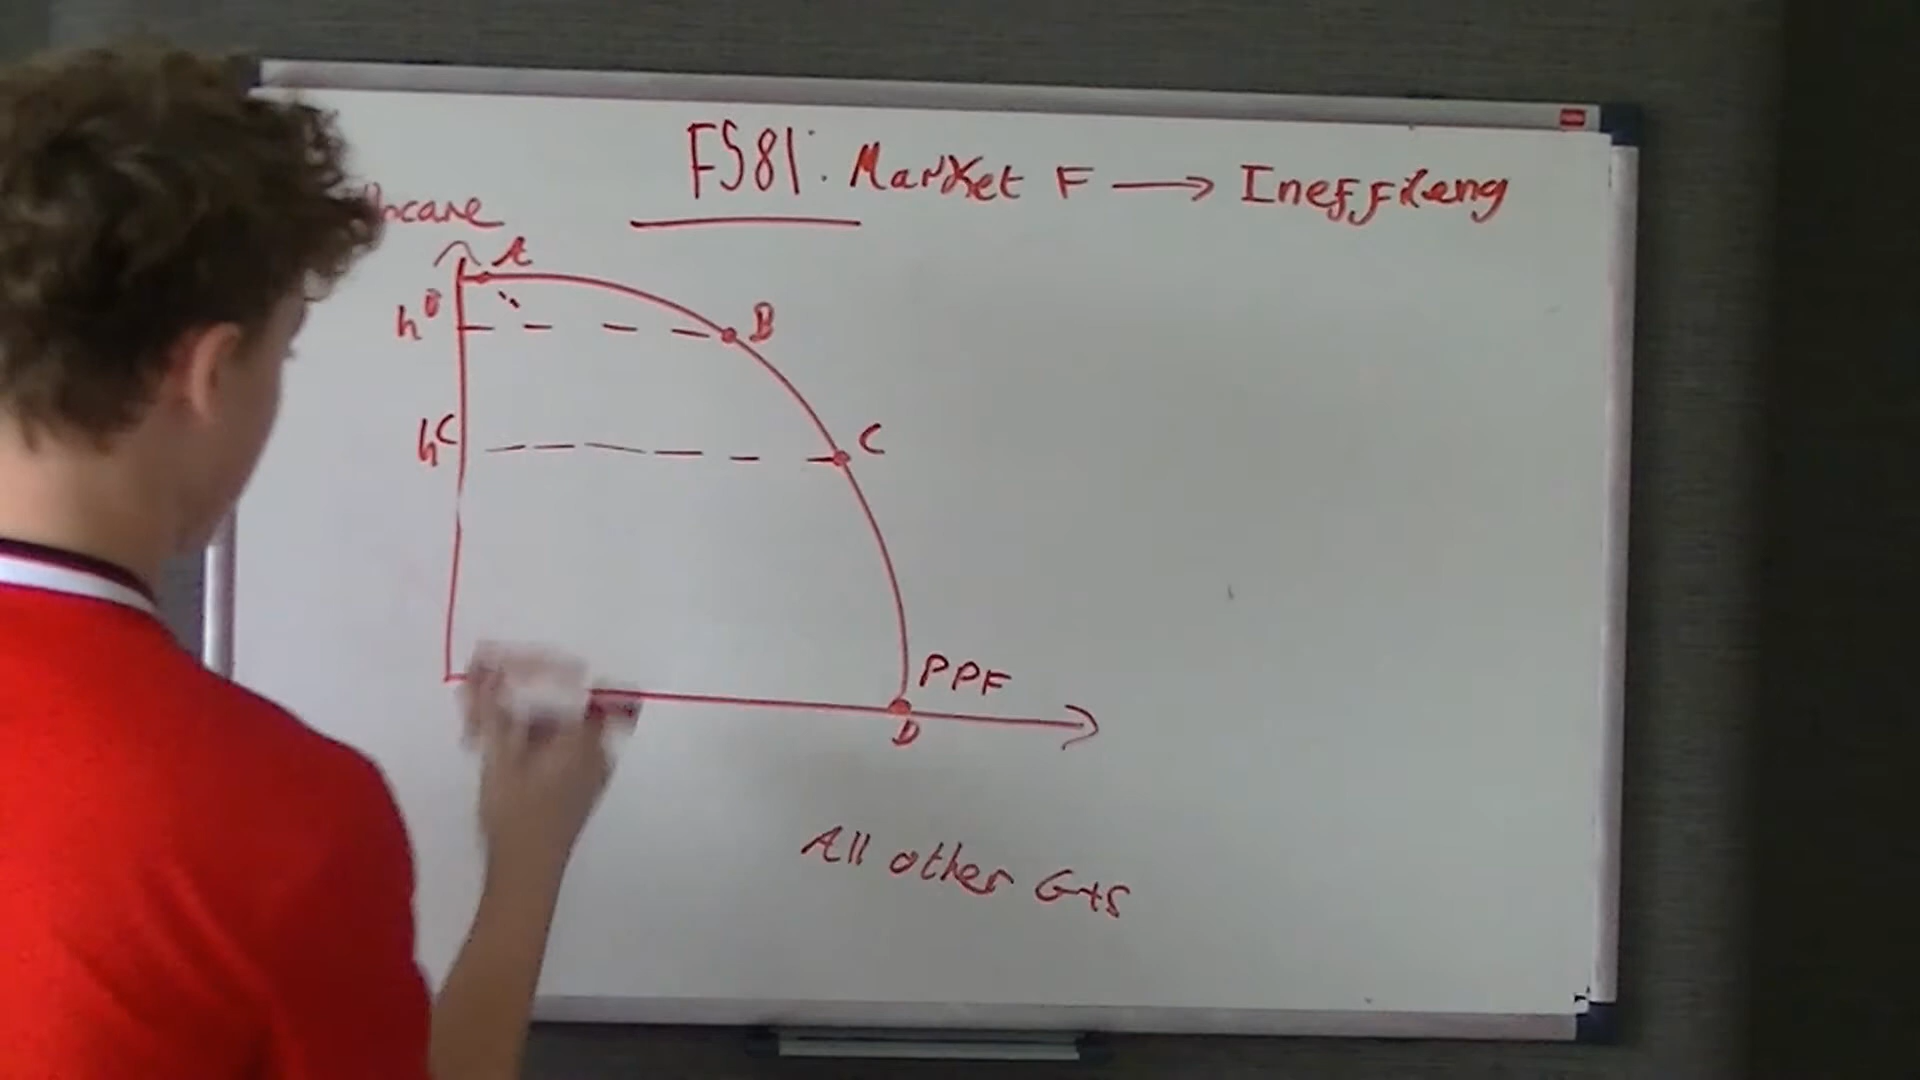 FS81: Market F → Inefficiency
hcare
A
h^B
B
h^C
C
PPF
D
All other G+S